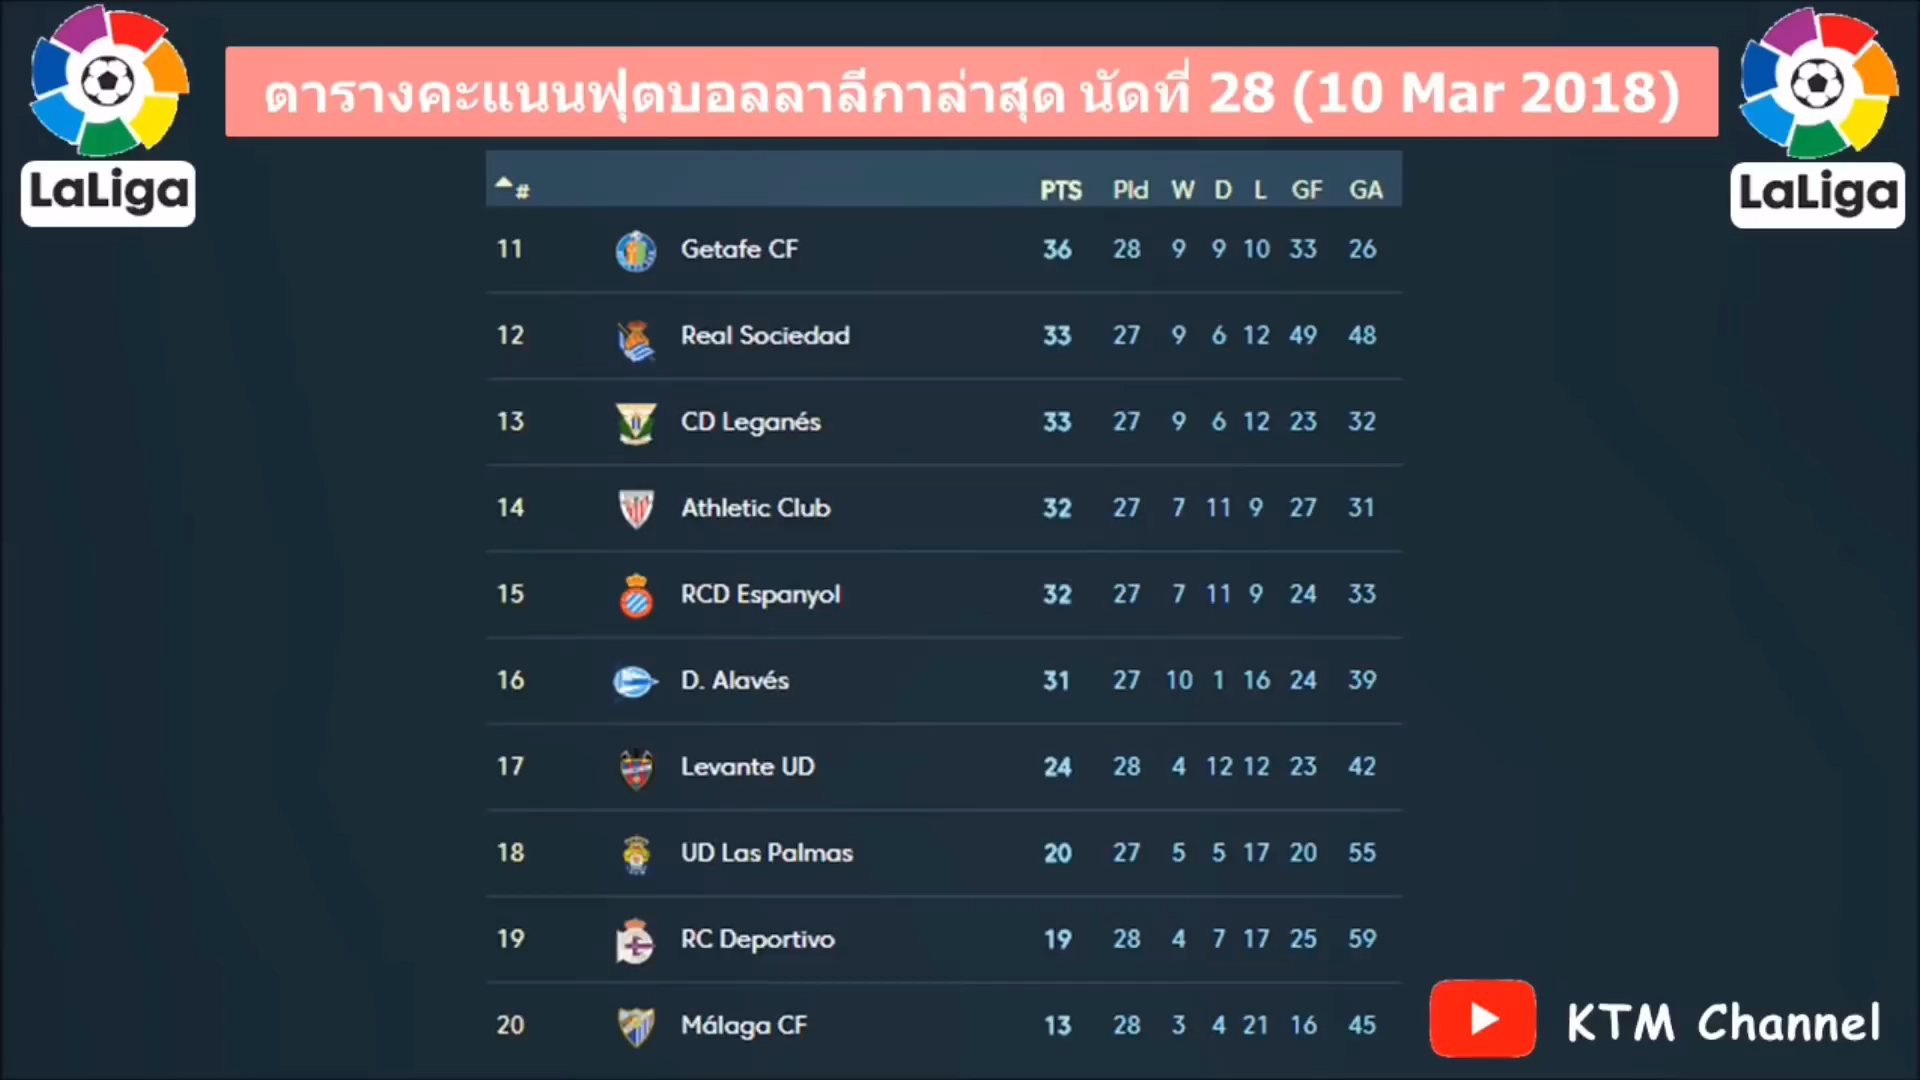 LaLiga
ตารางคะแนนฟุตบอลลาลีกาล่าสุด นัดที่ 28 (10 Mar 2018)
LaLiga
# PTS Pld W D L GF GA
11 Getafe CF 36 28 9 9 10 33 26
12 Real Sociedad 33 27 9 6 12 49 48
13 CD Leganés 33 27 9 6 12 23 32
14 Athletic Club 32 27 7 11 9 27 31
15 RCD Espanyol 32 27 7 11 9 24 33
16 D. Alavés 31 27 10 1 16 24 39
17 Levante UD 24 28 4 12 12 23 42
18 UD Las Palmas 20 27 5 5 17 20 55
19 RC Deportivo 19 28 4 7 17 25 59
20 Málaga CF 13 28 3 4 21 16 45
KTM Channel